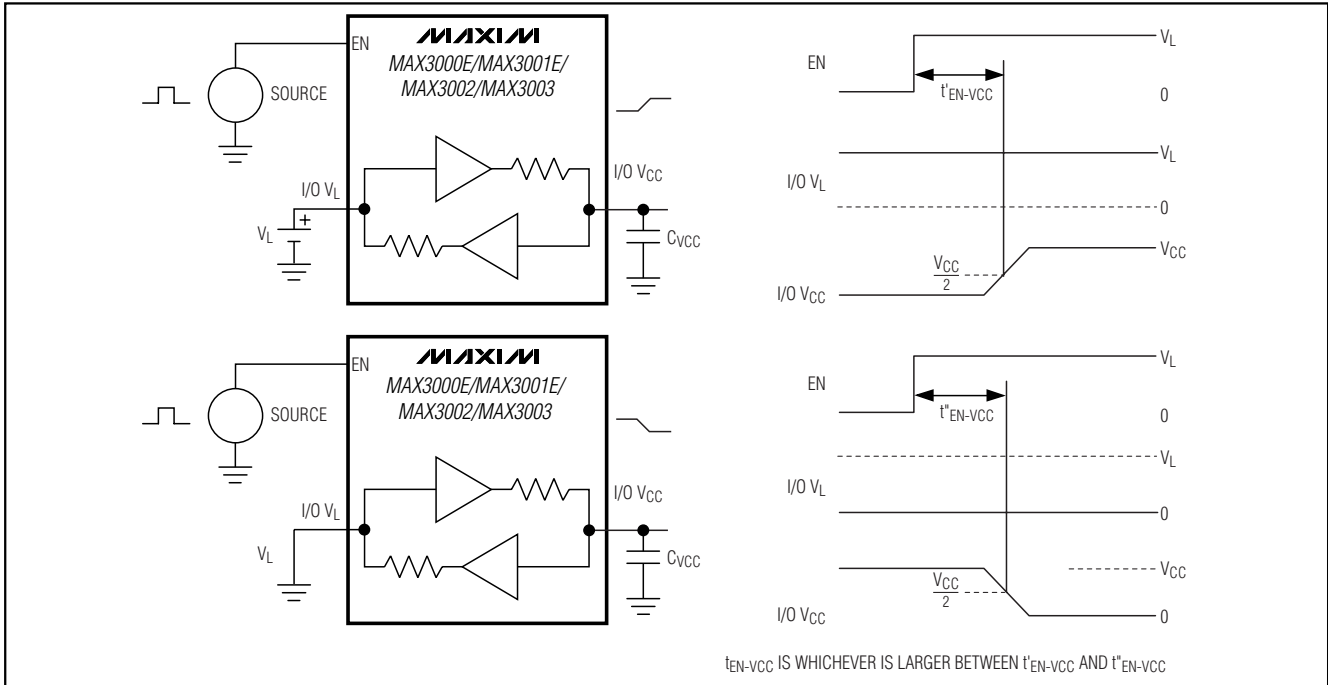 MAXIM
MAX3000E/MAX3001E/
MAX3002/MAX3003
EN
SOURCE
I/O VL
VL
+
I/O VCC
CVCC
EN
t'EN-VCC
VL
0
I/O VL
VL
0
I/O VCC
VCC
2
VCC
MAXIM
MAX3000E/MAX3001E/
MAX3002/MAX3003
EN
SOURCE
I/O VL
VL
I/O VCC
CVCC
EN
t"EN-VCC
VL
0
I/O VL
VL
0
I/O VCC
VCC
2
VCC
0
tEN-VCC IS WHICHEVER IS LARGER BETWEEN t'EN-VCC AND t"EN-VCC